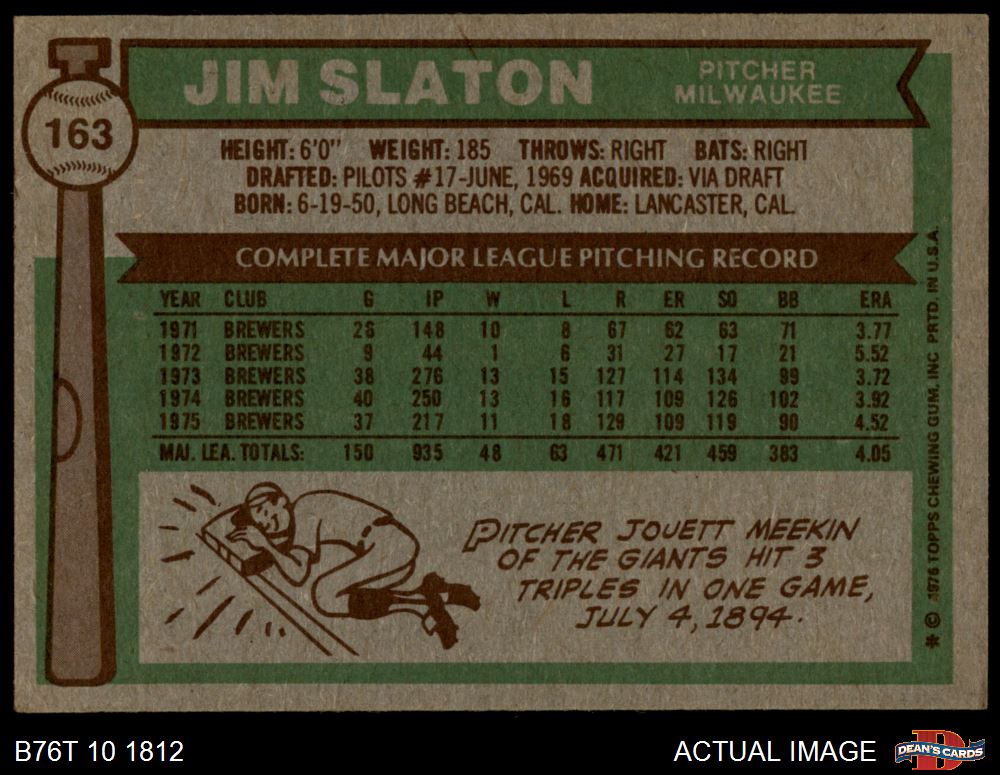 163
JIM SLATON
PITCHER
MILWAUKEE
HEIGHT: 6'0" WEIGHT: 185 THROWS: RIGHT BATS: RIGHT
DRAFTED: PILOTS #17-JUNE, 1969 ACQUIRED: VIA DRAFT
BORN: 6-19-50, LONG BEACH, CAL. HOME: LANCASTER, CAL.
COMPLETE MAJOR LEAGUE PITCHING RECORD
YEAR CLUB G IP W L R ER SO BB ERA
1971 BREWERS 26 148 10 8 67 62 63 71 3.77
1972 BREWERS 9 44 1 6 31 27 17 21 5.52
1973 BREWERS 38 276 13 15 127 114 134 99 3.72
1974 BREWERS 40 250 13 16 117 109 126 102 3.92
1975 BREWERS 37 217 11 18 129 109 119 90 4.52
MAJ. LEA. TOTALS: 150 935 48 63 471 421 459 383 4.05
PITCHER JOUETT MEEKIN
OF THE GIANTS HIT 3
TRIPLES IN ONE GAME,
JULY 4, 1894.
* © 1976 TOPPS CHEWING GUM, INC PRTD. IN U.S.A.
B76T 10 1812
ACTUAL IMAGE
D
DEAN'S CARDS